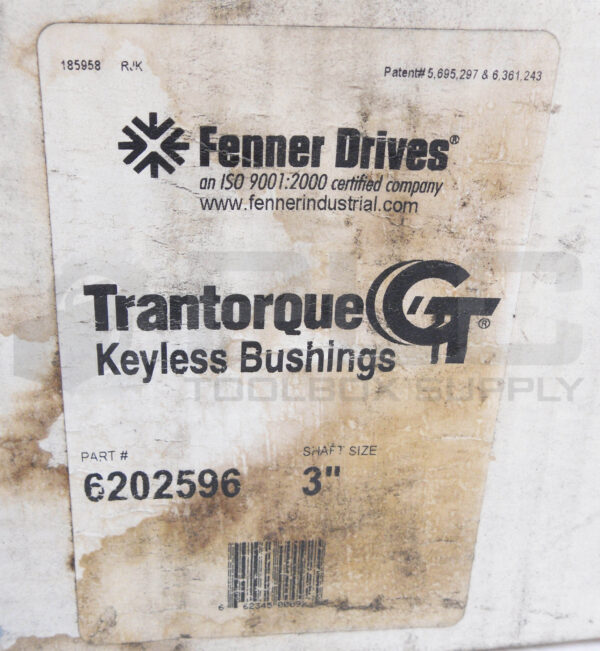 185958 RJK
Patent# 5,695,297 & 6,361,243
Fenner Drives®
an ISO 9001:2000 certified company
www.fennerindustrial.com
Trantorque GT®
Keyless Bushings
TOOLBOX SUPPLY
PART #
SHAFT SIZE
6202596
3"